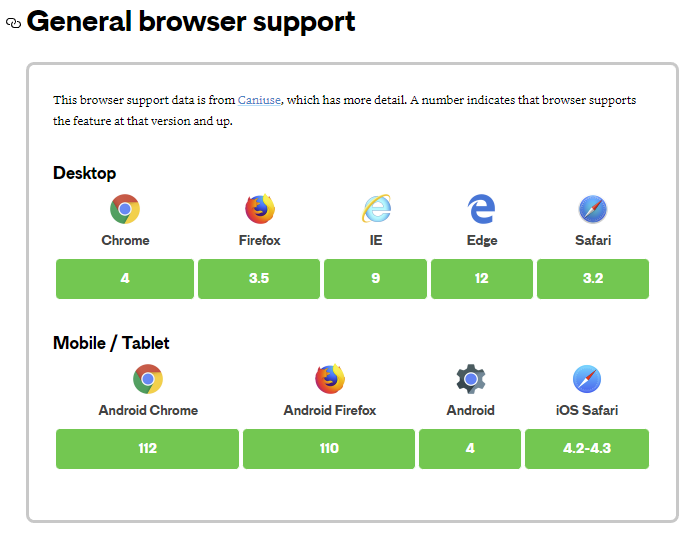 General browser support
This browser support data is from Caniuse, which has more detail. A number indicates that browser supports
the feature at that version and up.
Desktop
Chrome Firefox IE Edge Safari
4 3.5 9 12 3.2
Mobile / Tablet
Android Chrome Android Firefox Android iOS Safari
112 110 4 4.2-4.3